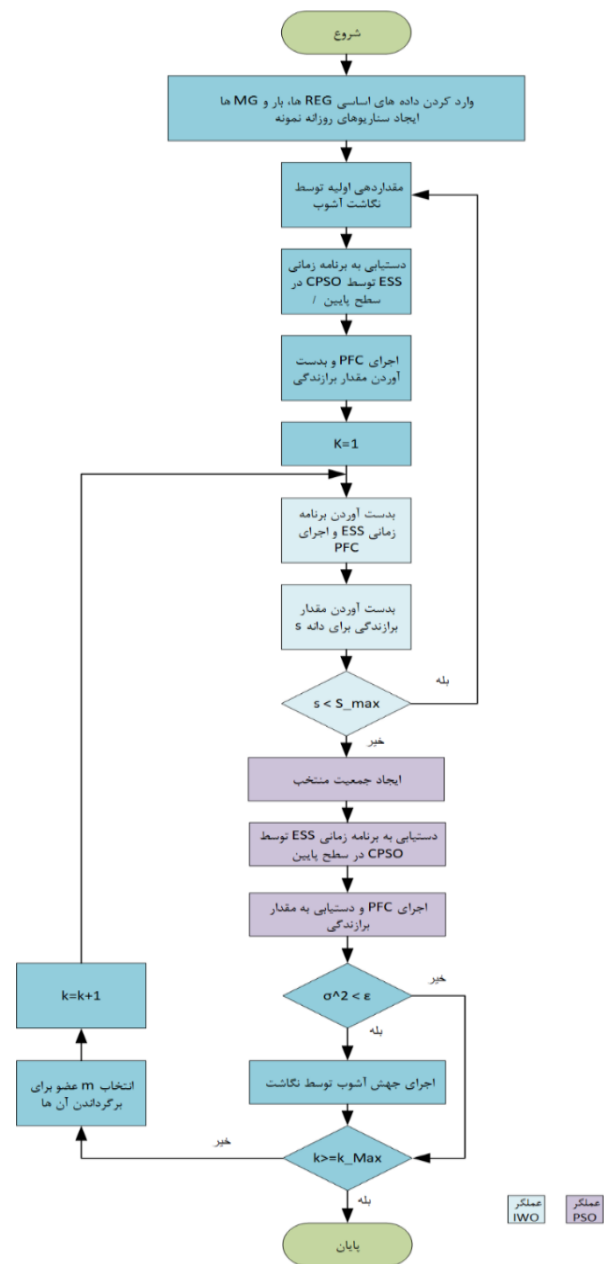 شروع
وارد کردن داده های اساسی REG ها، بار و MG ها
ایجاد سناریوهای روزانه نمونه
مقداردهی اولیه توسط
نگاشت آشوب
دستیابی به برنامه زمانی
ESS توسط CPSO در
سطح پایین /
اجرای PFC و بدست
آوردن مقدار برازندگی
K=1
بدست آوردن برنامه
زمانی ESS و اجرای
PFC
بدست آوردن مقدار
برازندگی برای دانه s
s < S_max
بله
خیر
ایجاد جمعیت منتخب
دستیابی به برنامه زمانی ESS توسط
CPSO در سطح پایین
اجرای PFC و دستیابی به مقدار
برازندگی
σ^2 < ε
خیر
بله
k=k+1
اجرای جهش آشوب توسط نگاشت
انتخاب m عضو برای
برگرداندن آن ها
خیر
k>=k_Max
بله
پایان
عملگر
PSO
عملگر
IWO